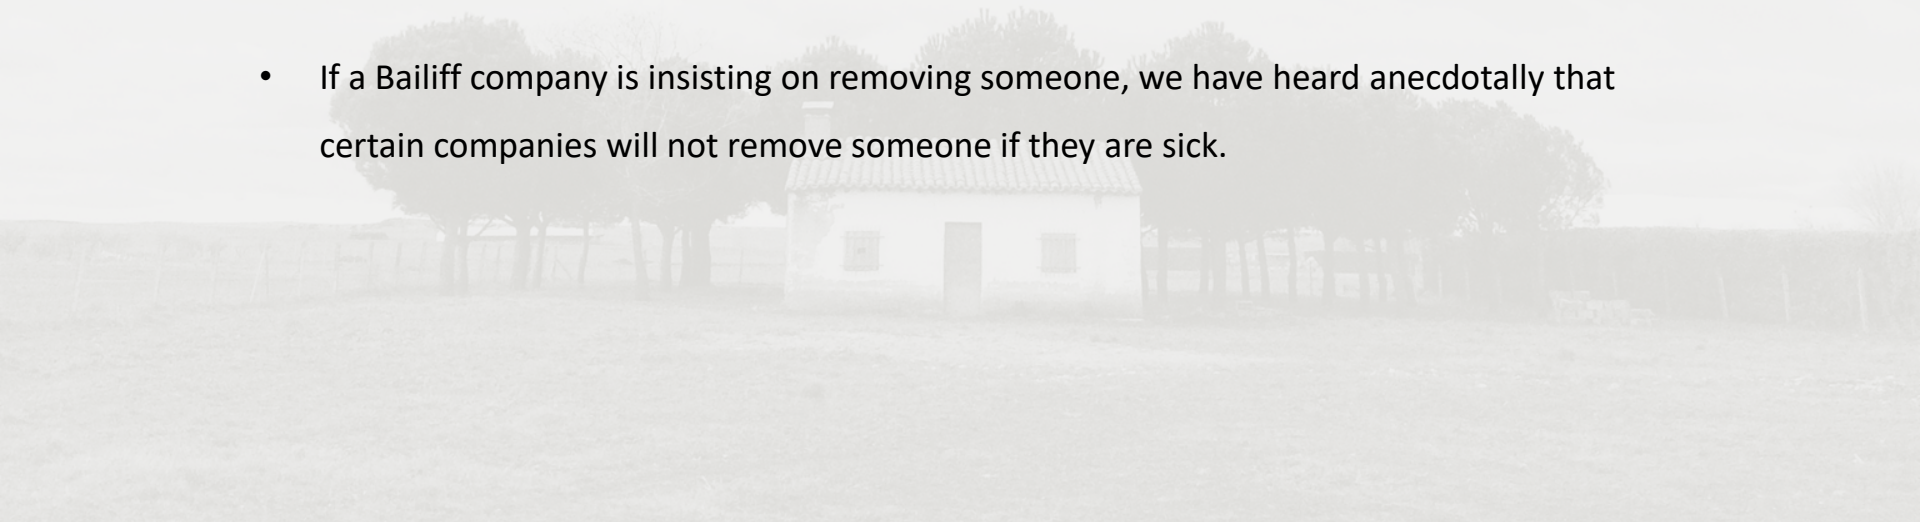 • If a Bailiff company is insisting on removing someone, we have heard anecdotally that
certain companies will not remove someone if they are sick.